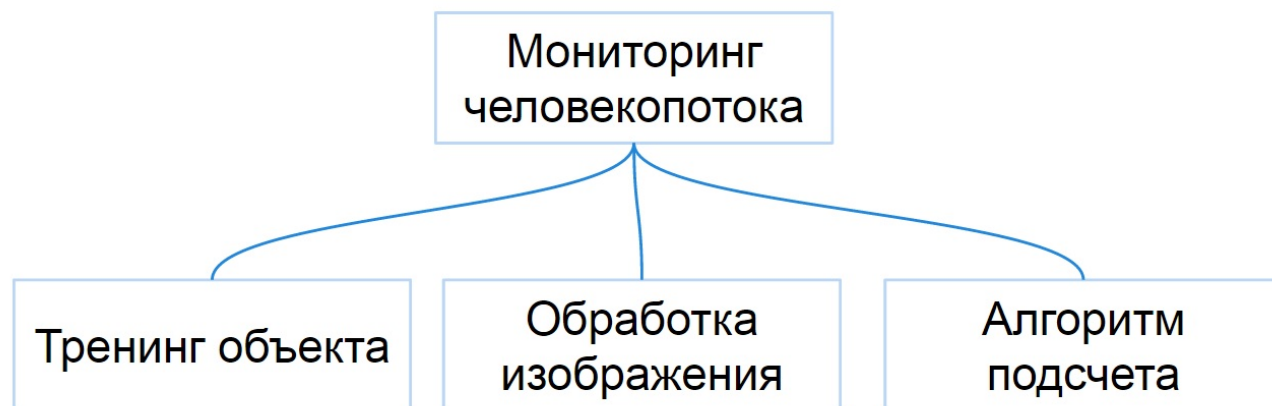 Мониторинг
человекопотока
Тренинг объекта
Обработка
изображения
Алгоритм
подсчета